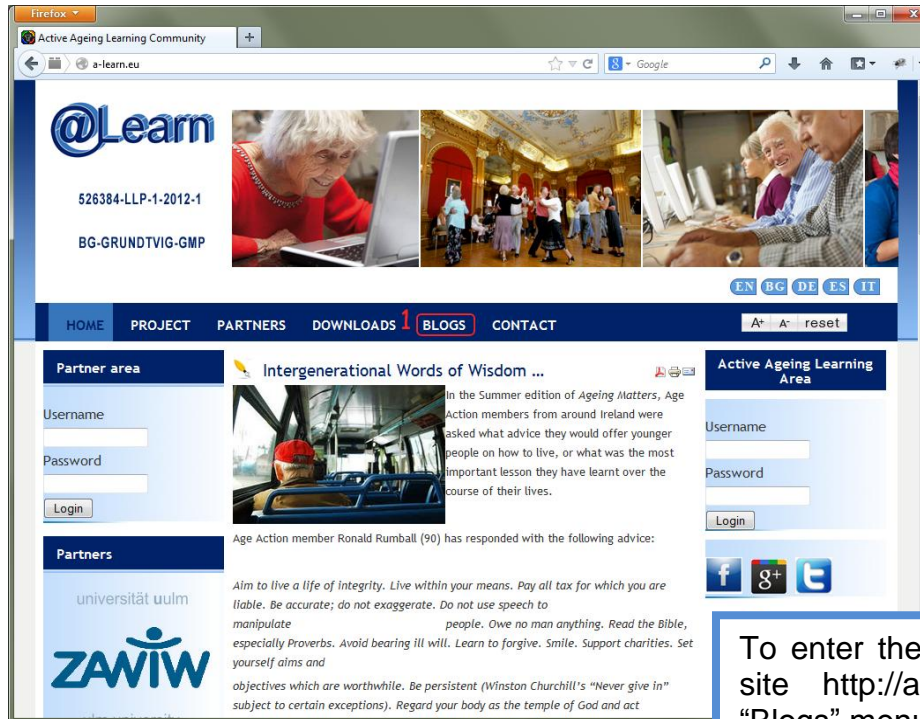 Firefox
Active Ageing Learning Community
a-learn.eu
Google
@Learn
526384-LLP-1-2012-1
BG-GRUNDTVIG-GMP
EN BG DE ES IT
HOME PROJECT PARTNERS DOWNLOADS 1 BLOGS CONTACT
A+ A- reset
Partner area
Username
Password
Login
Partners
universität uulm
ZAWiW
Intergenerational Words of Wisdom ...
In the Summer edition of Ageing Matters, Age
Action members from around Ireland were
asked what advice they would offer younger
people on how to live, or what was the most
important lesson they have learnt over the
course of their lives.
Age Action member Ronald Rumball (90) has responded with the following advice:
Aim to live a life of integrity. Live within your means. Pay all tax for which you are
liable. Be accurate; do not exaggerate. Do not use speech to
manipulate people. Owe no man anything. Read the Bible,
especially Proverbs. Avoid bearing ill will. Learn to forgive. Smile. Support charities. Set
yourself aims and
objectives which are worthwhile. Be persistent (Winston Churchill's "Never give in"
subject to certain exceptions). Regard your body as the temple of God and act
Active Ageing Learning
Area
Username
Password
Login
f g+ t
To enter the
site http://a
"Blogs" menu